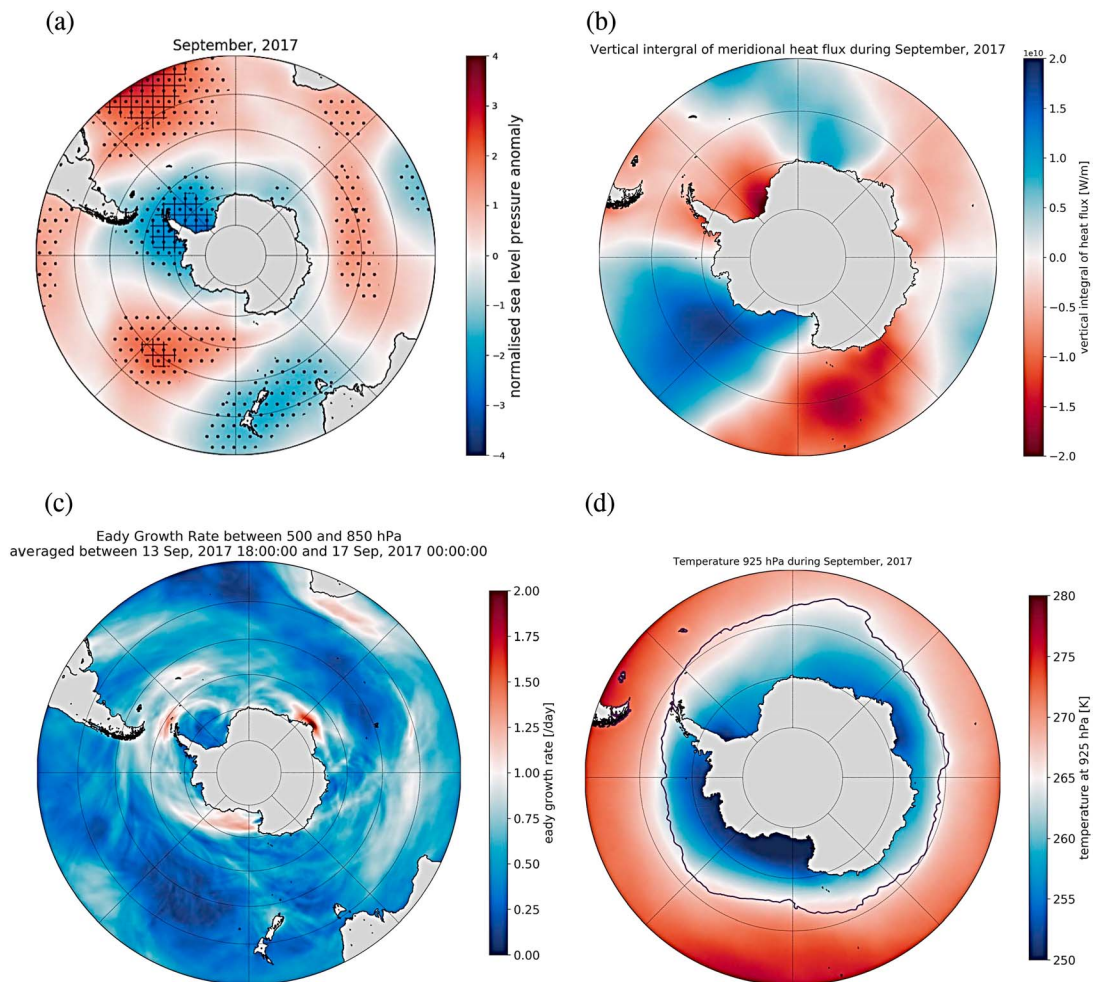 (a)
September, 2017
4
3
2
1
0
−1
−2
−3
−4
normalised sea level pressure anomaly
(b)
Vertical intergral of meridional heat flux during September, 2017
1e10
2.0
1.5
1.0
0.5
0.0
−0.5
−1.0
−1.5
−2.0
vertical integral of heat flux [W/m]
(c)
Eady Growth Rate between 500 and 850 hPa
averaged between 13 Sep, 2017 18:00:00 and 17 Sep, 2017 00:00:00
2.00
1.75
1.50
1.25
1.00
0.75
0.50
0.25
0.00
eady growth rate [/day]
(d)
Temperature 925 hPa during September, 2017
280
275
270
265
260
255
250
temperature at 925 hPa [K]